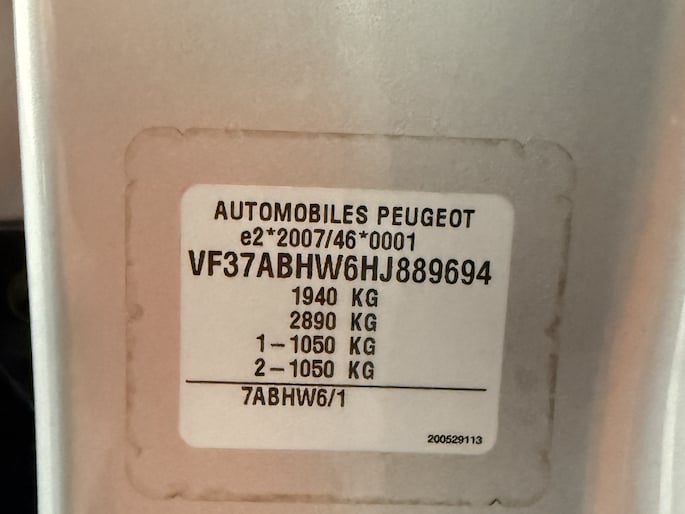 AUTOMOBILES PEUGEOT
e2*2007/46*0001
VF37ABHW6HJ889694
1940 KG
2890 KG
1-1050 KG
2-1050 KG
7ABHW6/1
200529113